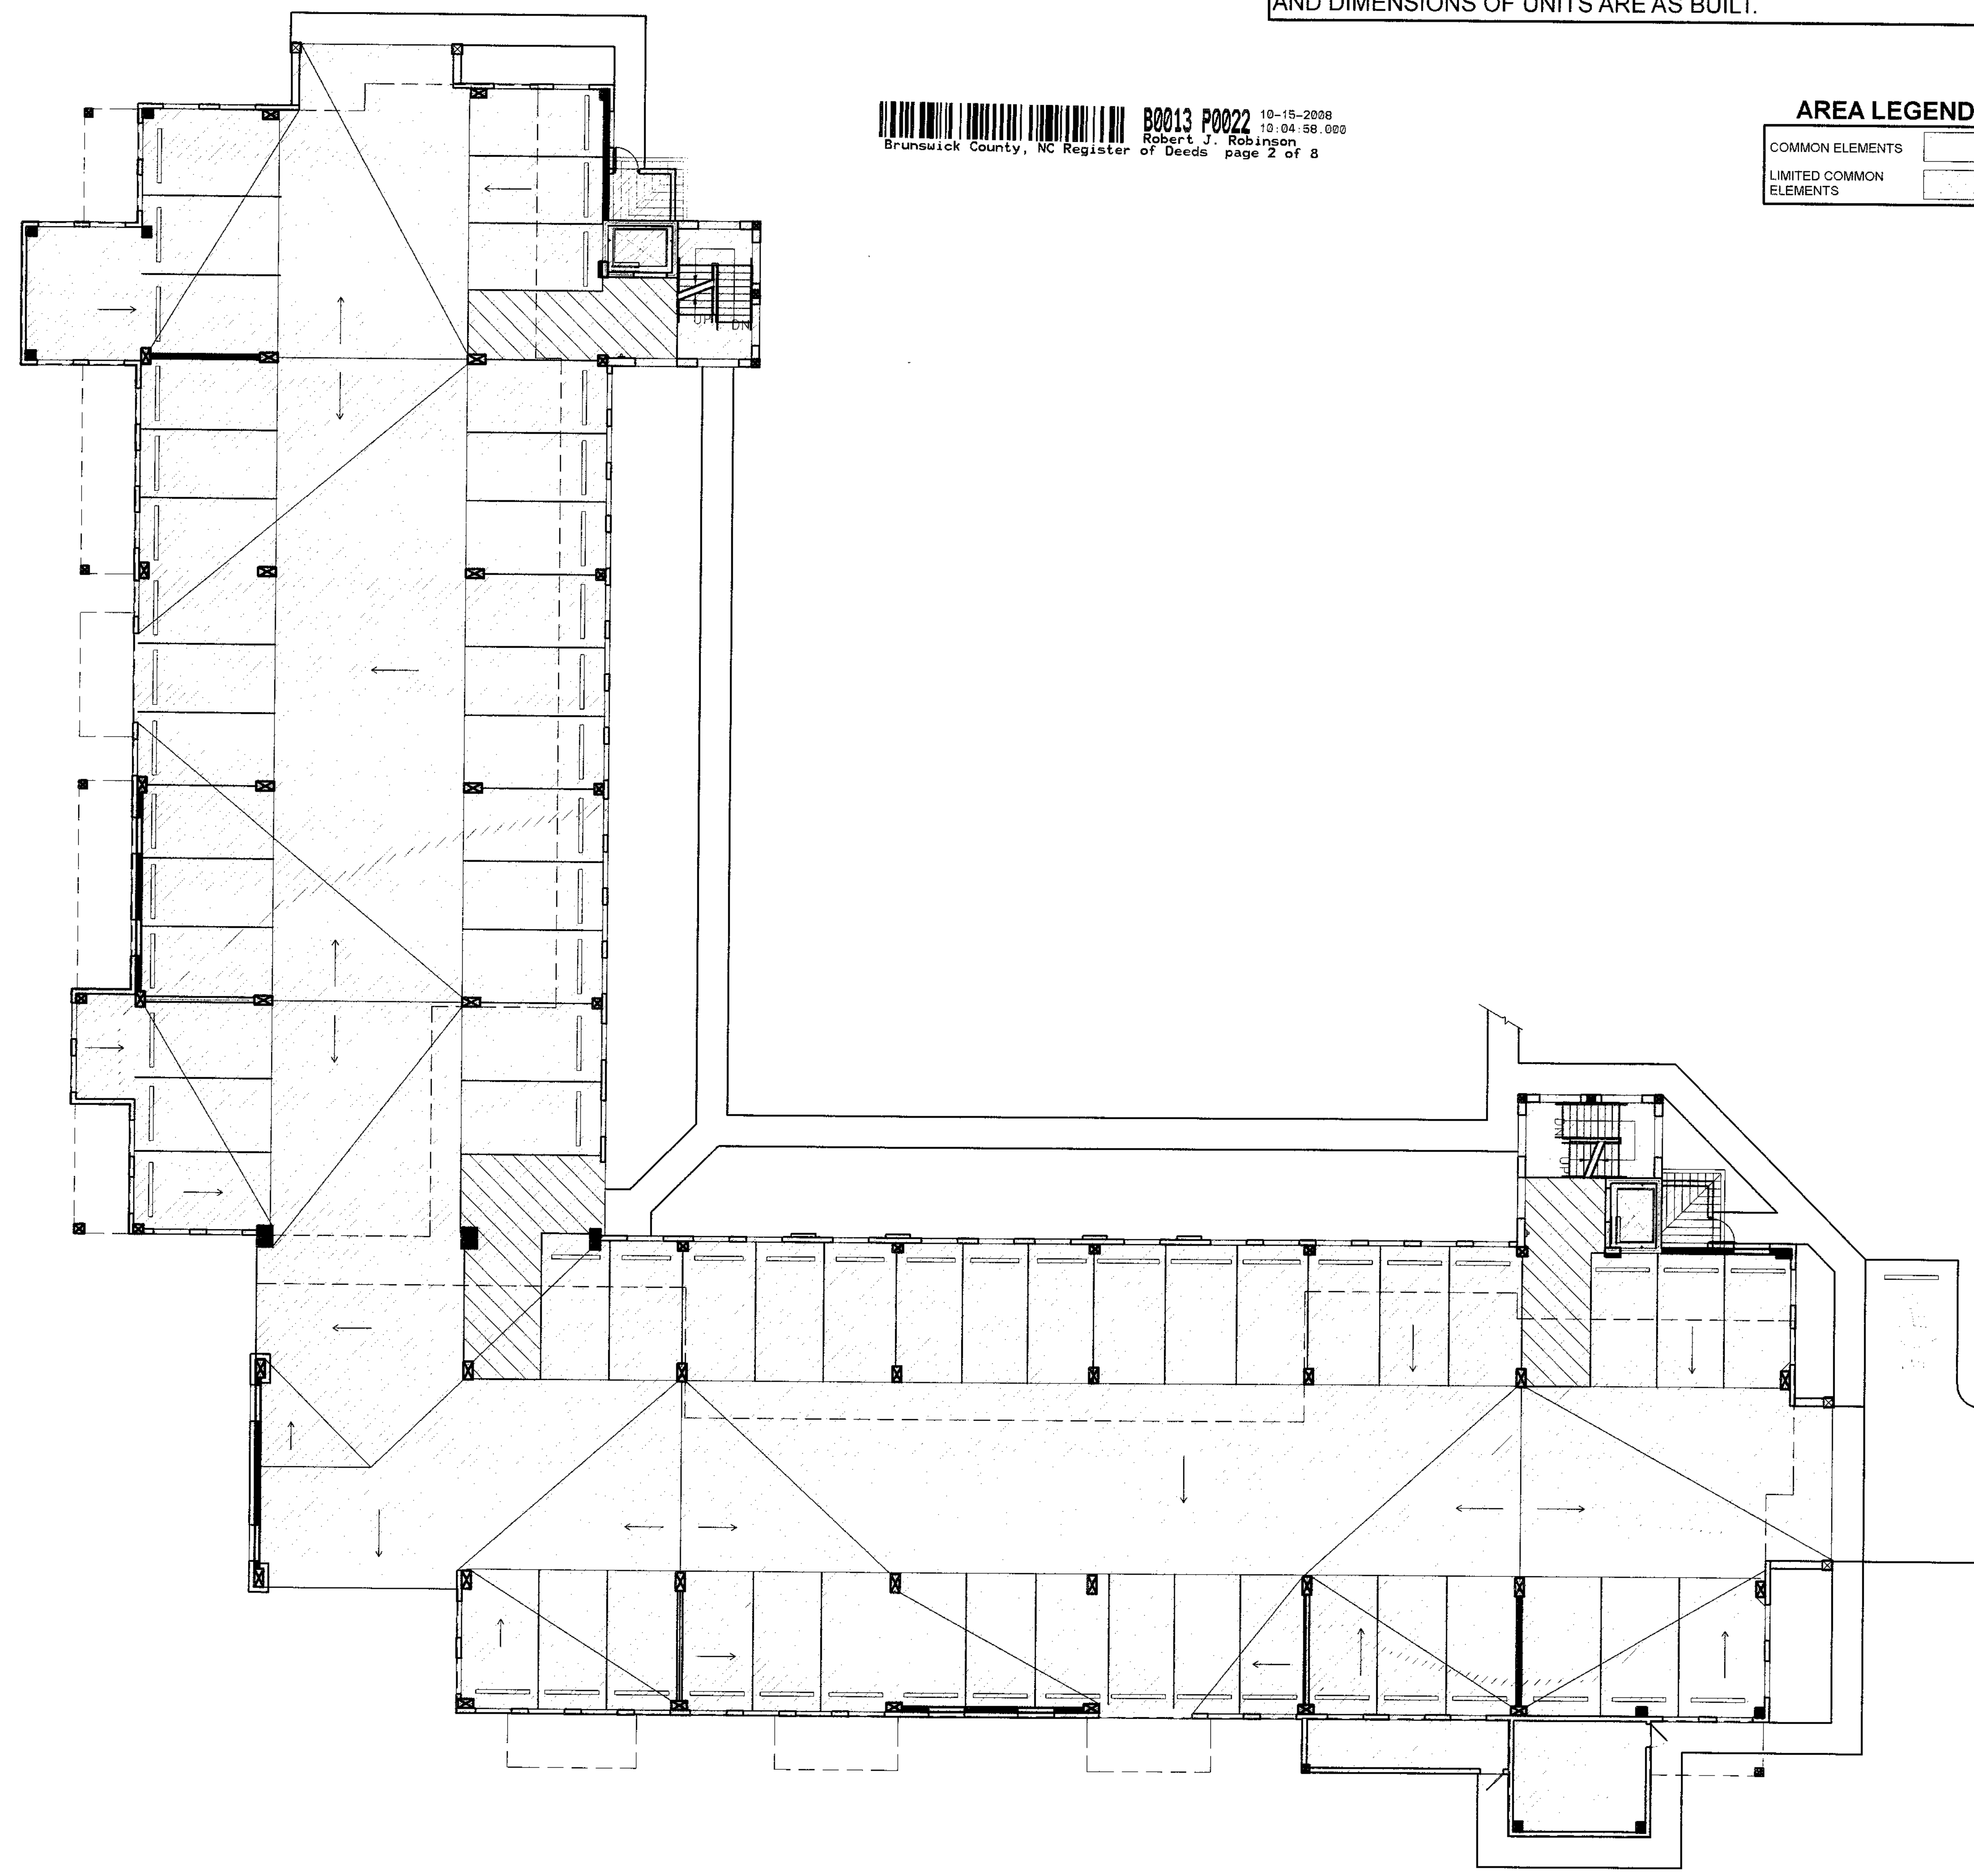 AND DIMENSIONS OF UNITS ARE AS BUILT.
B0013 P0022 10-15-2008
10:04:58.000
Robert J. Robinson
Brunswick County, NC Register of Deeds page 2 of 8
AREA LEGEND
COMMON ELEMENTS
LIMITED COMMON
ELEMENTS
UP DN
DN
UP